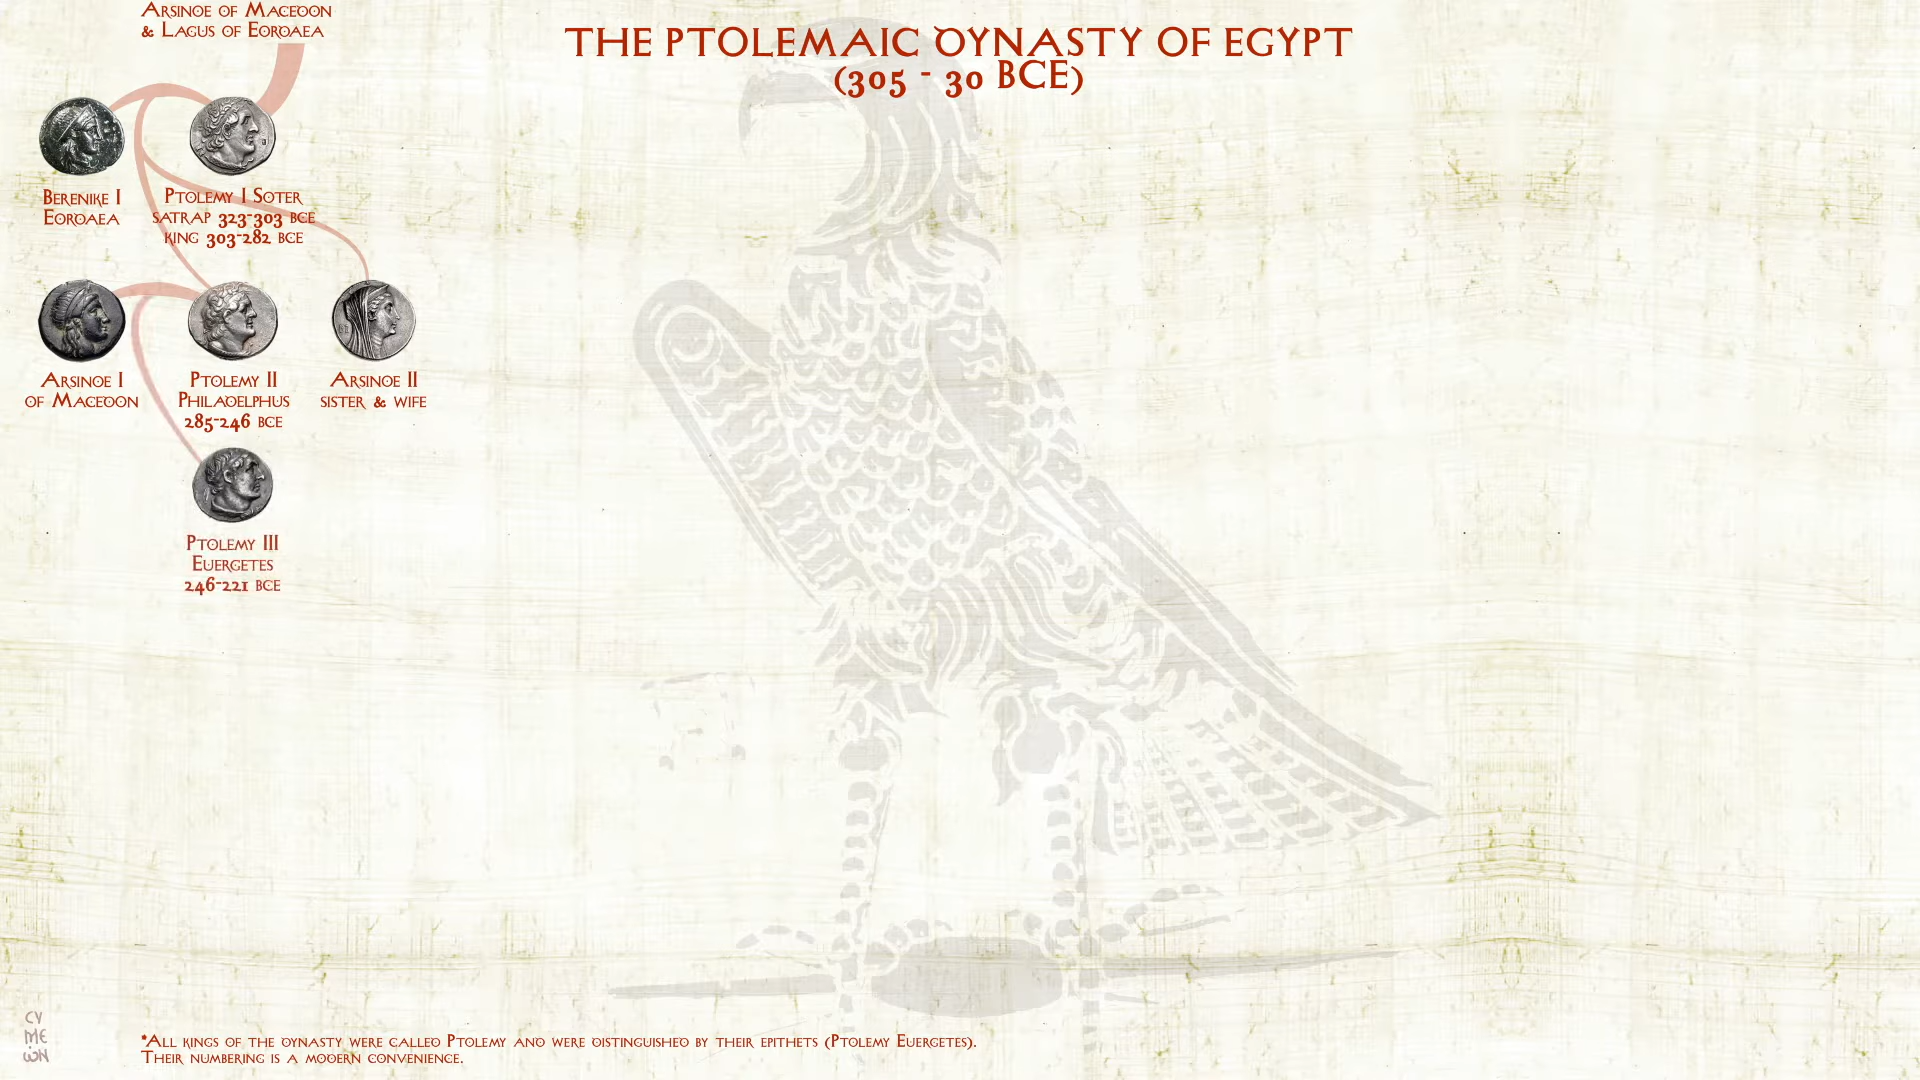 Arsinoe of Macedon
& Lagus of Eordaea
THE PTOLEMAIC DYNASTY OF EGYPT
(305 - 30 BCE)
Berenike I
Eordaea
Ptolemy I Soter
satrap 323-303 BCE
king 303-282 BCE
Arsinoe I
of Macedon
Ptolemy II
Philadelphus
285-246 BCE
Arsinoe II
sister & wife
Ptolemy III
Euergetes
246-221 BCE
*All kings of the dynasty were called Ptolemy and were distinguished by their epithets (Ptolemy Euergetes).
Their numbering is a modern convenience.
CY
ME
ωN